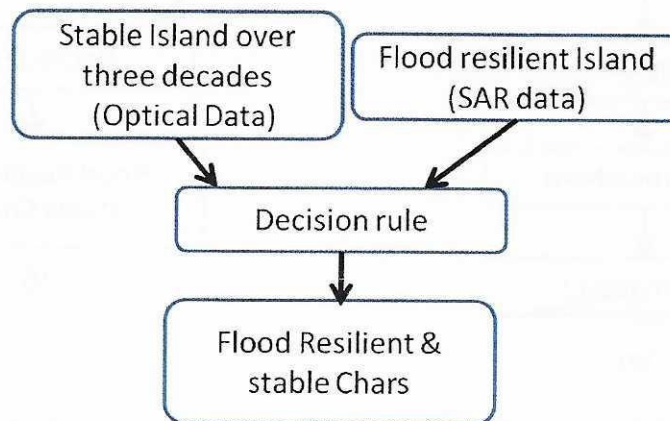 Stable Island over
three decades
(Optical Data)
Flood resilient Island
(SAR data)
Decision rule
Flood Resilient &
stable Chars